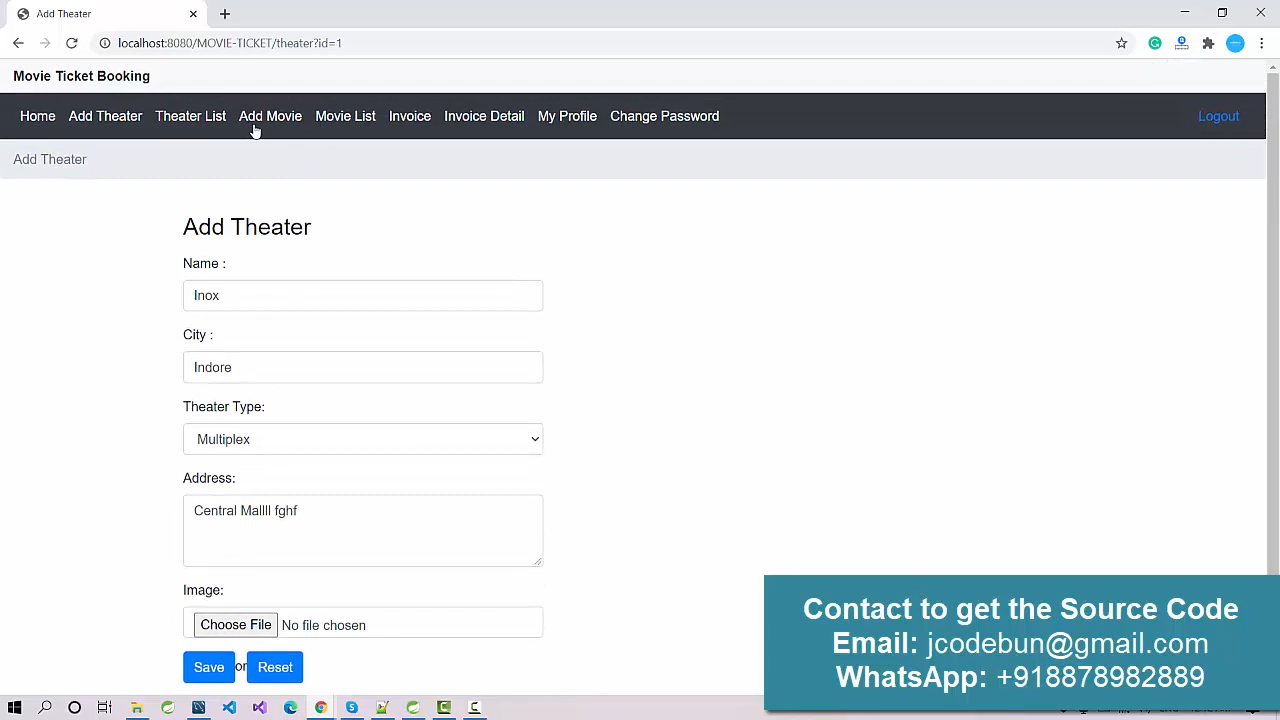 Add Theater
localhost:8080/MOVIE-TICKET/theater?id=1
Movie Ticket Booking
Home Add Theater Theater List Add Movie Movie List Invoice Invoice Detail My Profile Change Password Logout
Add Theater
Add Theater
Name :
Inox
City :
Indore
Theater Type:
Multiplex
Address:
Central Mallll fghf
Image:
Choose File No file chosen
Save or Reset
Contact to get the Source Code
Email: jcodebun@gmail.com
WhatsApp: +918878982889